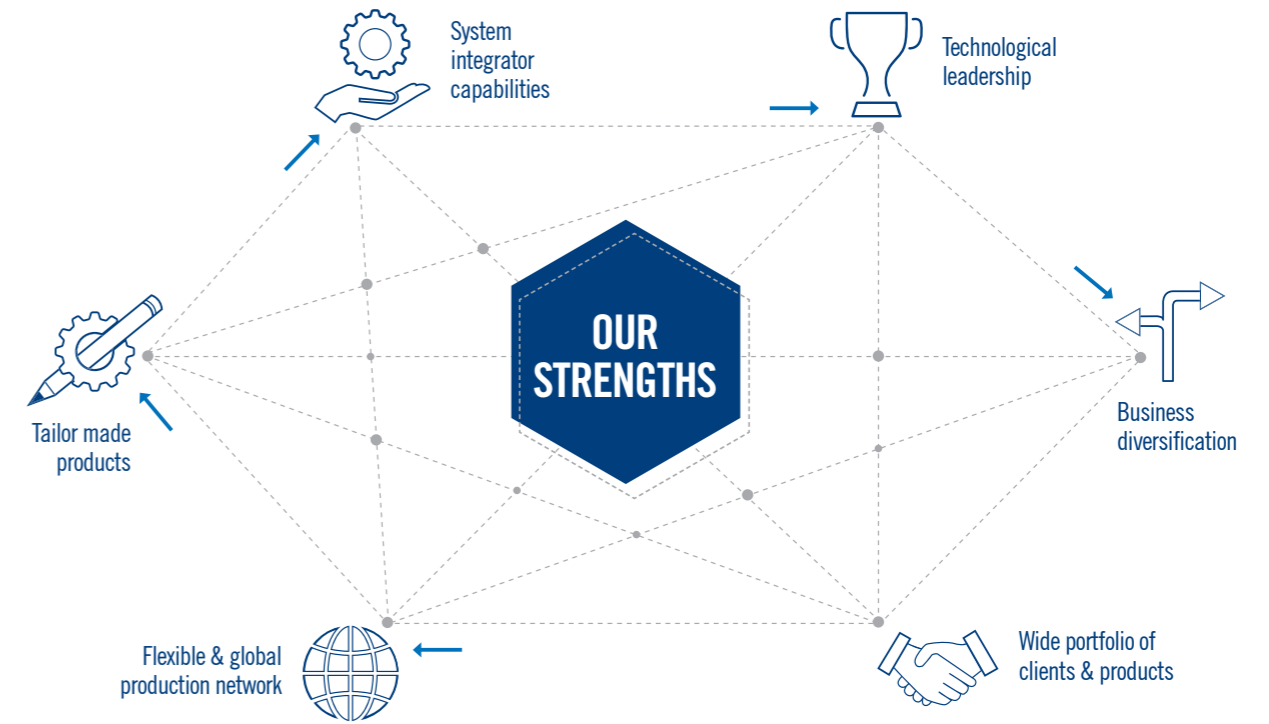 System
integrator
capabilities
Technological
leadership
OUR
STRENGTHS
Tailor made
products
Business
diversification
Flexible & global
production network
Wide portfolio of
clients & products